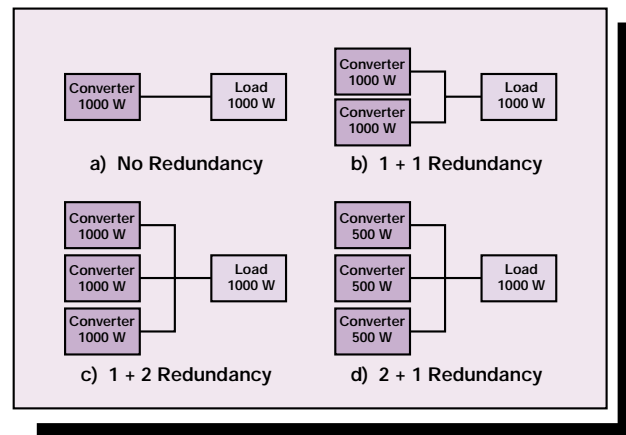 Converter
1000 W
Load
1000 W
a) No Redundancy
Converter
1000 W
Converter
1000 W
Load
1000 W
b) 1 + 1 Redundancy
Converter
1000 W
Converter
1000 W
Converter
1000 W
Load
1000 W
c) 1 + 2 Redundancy
Converter
500 W
Converter
500 W
Converter
500 W
Load
1000 W
d) 2 + 1 Redundancy